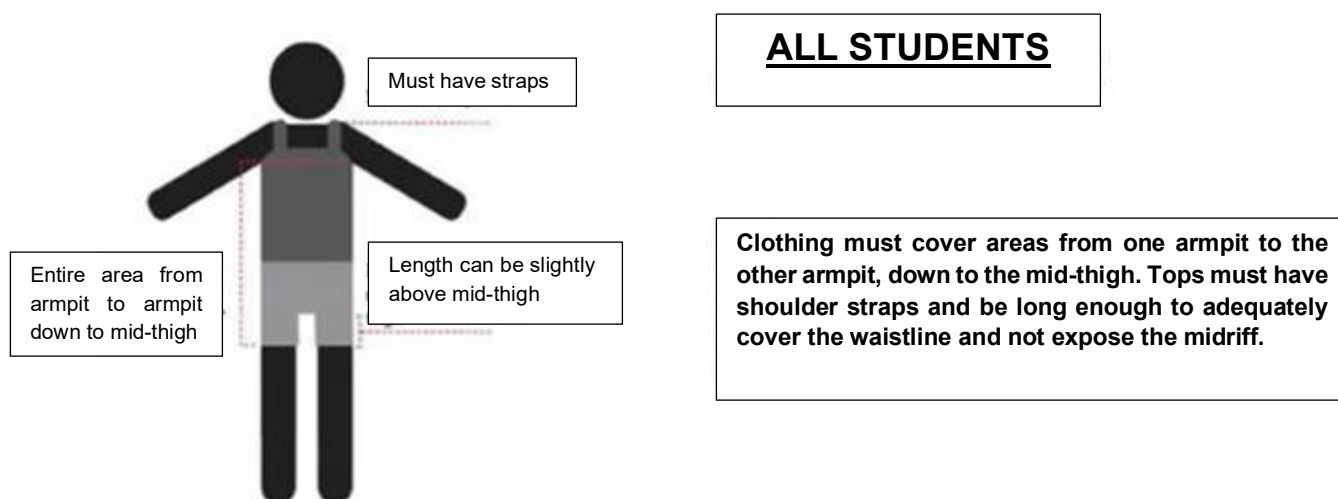 ALL STUDENTS
Must have straps
Entire area from
armpit to armpit
down to mid-thigh
Length can be slightly
above mid-thigh
Clothing must cover areas from one armpit to the
other armpit, down to the mid-thigh. Tops must have
shoulder straps and be long enough to adequately
cover the waistline and not expose the midriff.